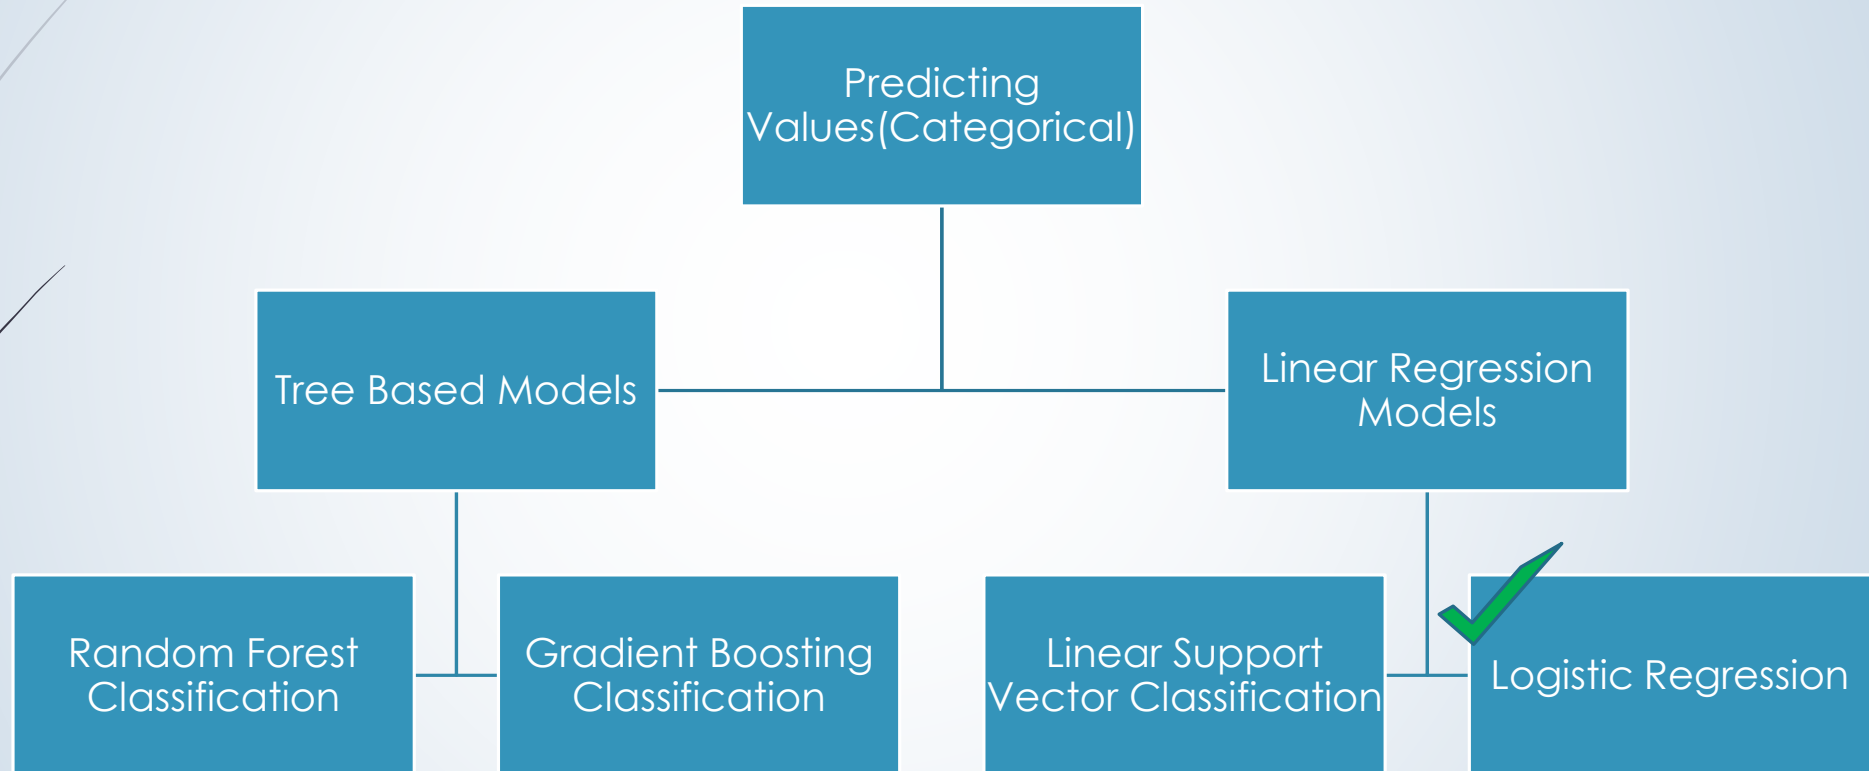 Predicting
Values(Categorical)
Tree Based Models
Linear Regression
Models
Random Forest
Classification
Gradient Boosting
Classification
Linear Support
Vector Classification
Logistic Regression